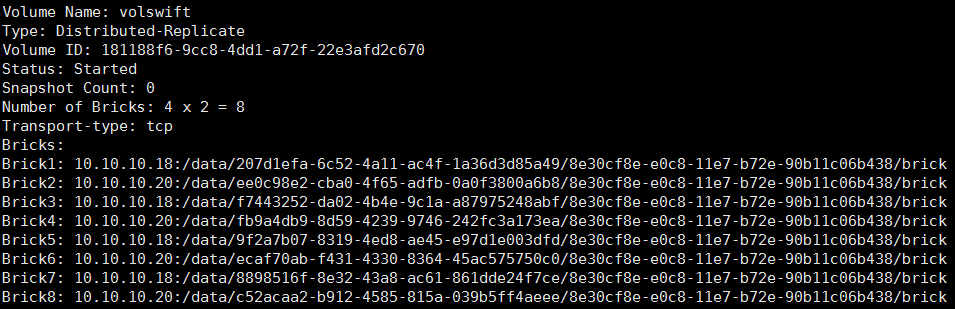 Volume Name: volswift
Type: Distributed-Replicate
Volume ID: 181188f6-9cc8-4dd1-a72f-22e3afd2c670
Status: Started
Snapshot Count: 0
Number of Bricks: 4 x 2 = 8
Transport-type: tcp
Bricks:
Brick1: 10.10.10.18:/data/207d1efa-6c52-4a11-ac4f-1a36d3d85a49/8e30cf8e-e0c8-11e7-b72e-90b11c06b438/brick
Brick2: 10.10.10.20:/data/ee0c98e2-cba0-4f65-adfb-0a0f3800a6b8/8e30cf8e-e0c8-11e7-b72e-90b11c06b438/brick
Brick3: 10.10.10.18:/data/f7443252-da02-4b4e-9c1a-a87975248abf/8e30cf8e-e0c8-11e7-b72e-90b11c06b438/brick
Brick4: 10.10.10.20:/data/fb9a4db9-8d59-4239-9746-242fc3a173ea/8e30cf8e-e0c8-11e7-b72e-90b11c06b438/brick
Brick5: 10.10.10.18:/data/9f2a7b07-8319-4ed8-ae45-e97d1e003dfd/8e30cf8e-e0c8-11e7-b72e-90b11c06b438/brick
Brick6: 10.10.10.20:/data/ecaf70ab-f431-4330-8364-45ac575750c0/8e30cf8e-e0c8-11e7-b72e-90b11c06b438/brick
Brick7: 10.10.10.18:/data/8898516f-8e32-43a8-ac61-861dde24f7ce/8e30cf8e-e0c8-11e7-b72e-90b11c06b438/brick
Brick8: 10.10.10.20:/data/c52acaa2-b912-4585-815a-039b5ff4aeee/8e30cf8e-e0c8-11e7-b72e-90b11c06b438/brick